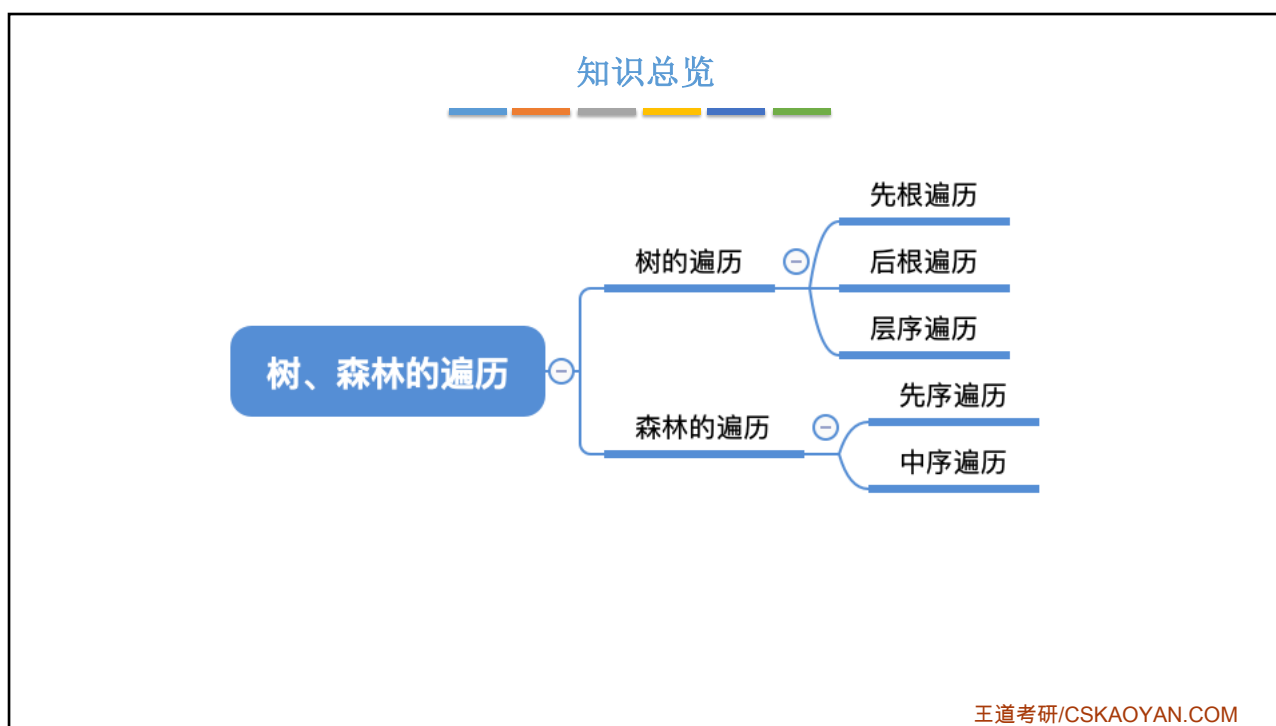 知识总览
树、森林的遍历
树的遍历
先根遍历
后根遍历
层序遍历
森林的遍历
先序遍历
中序遍历
王道考研/CSKAOYAN.COM